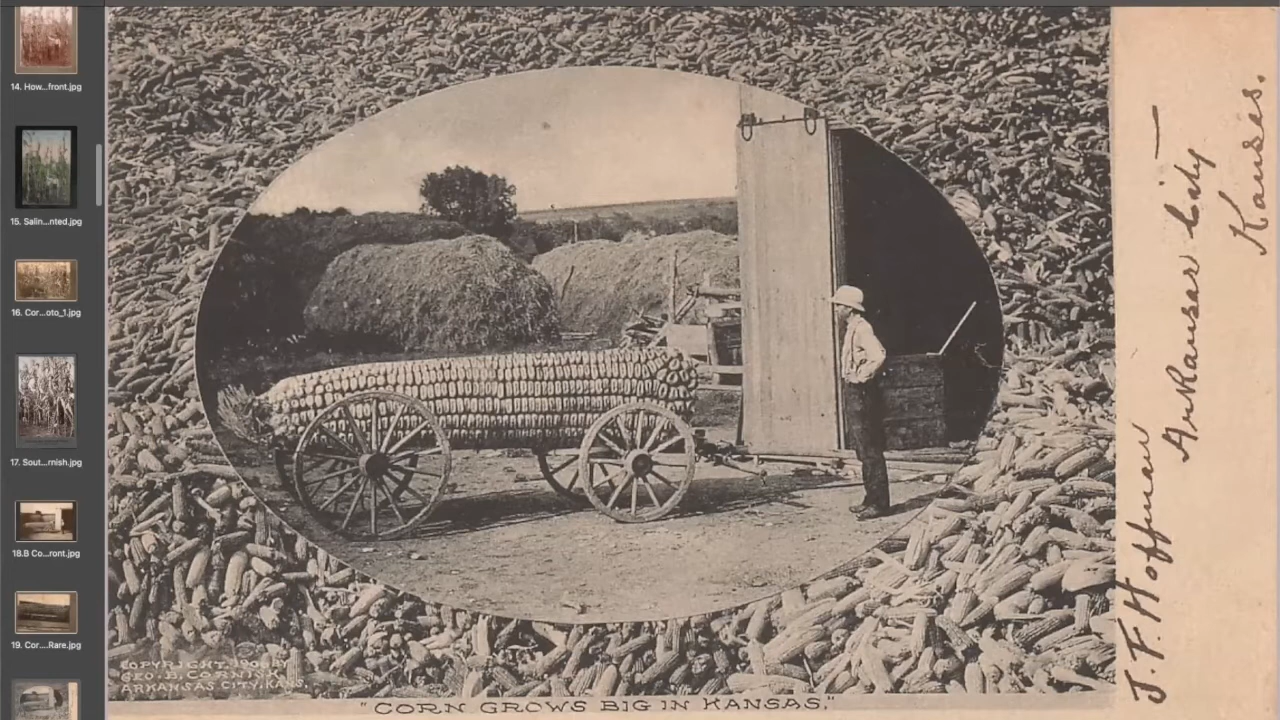 14. How...front.jpg
15. Salin...nted.jpg
16. Cor...oto_1.jpg
17. Sout...rnish.jpg
18.B Co...ront.jpg
19. Cor....Rare.jpg
COPYRIGHT, 1908 BY
GEO. B. CORNISH
ARKANSAS CITY, KANS.
"CORN GROWS BIG IN KANSAS."
J. F. Hoffman
Arkansas City —
Kansas.